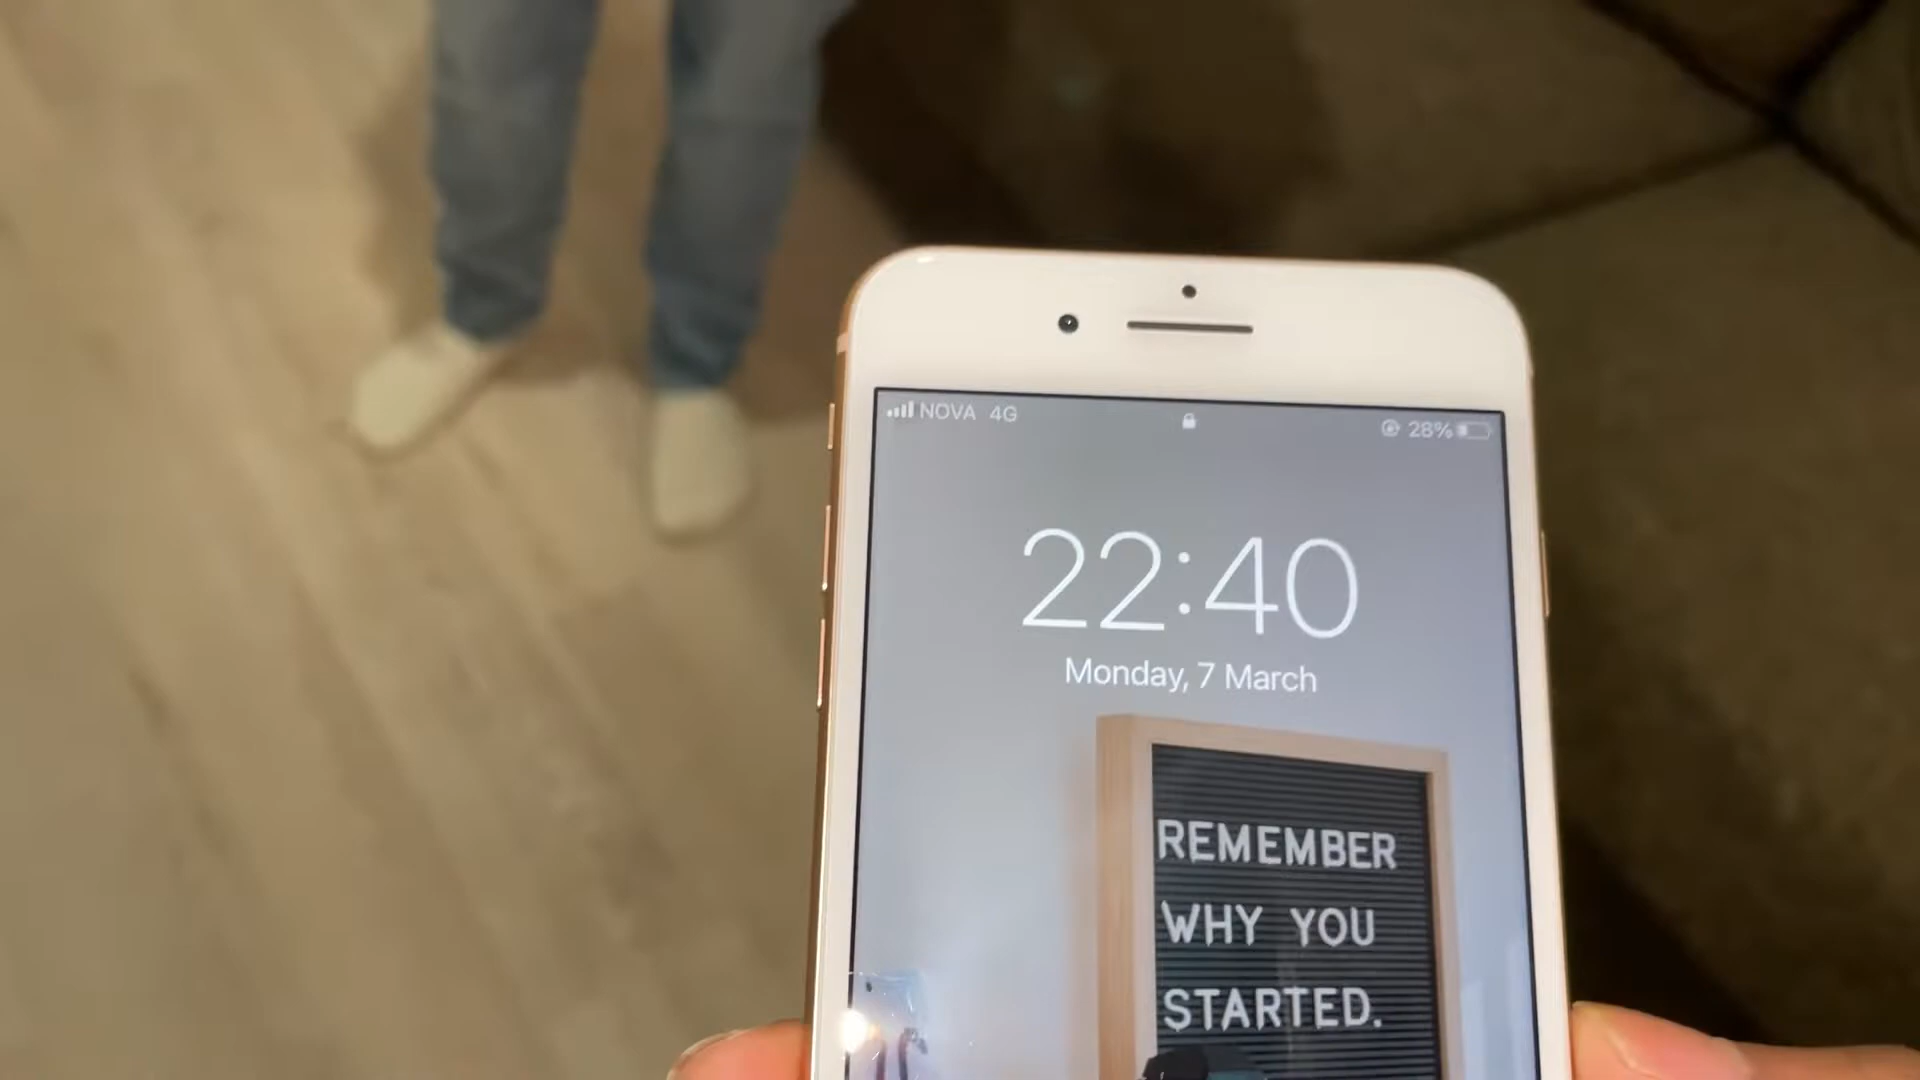 NOVA 4G 28%
22:40
Monday, 7 March
REMEMBER
WHY YOU
STARTED.